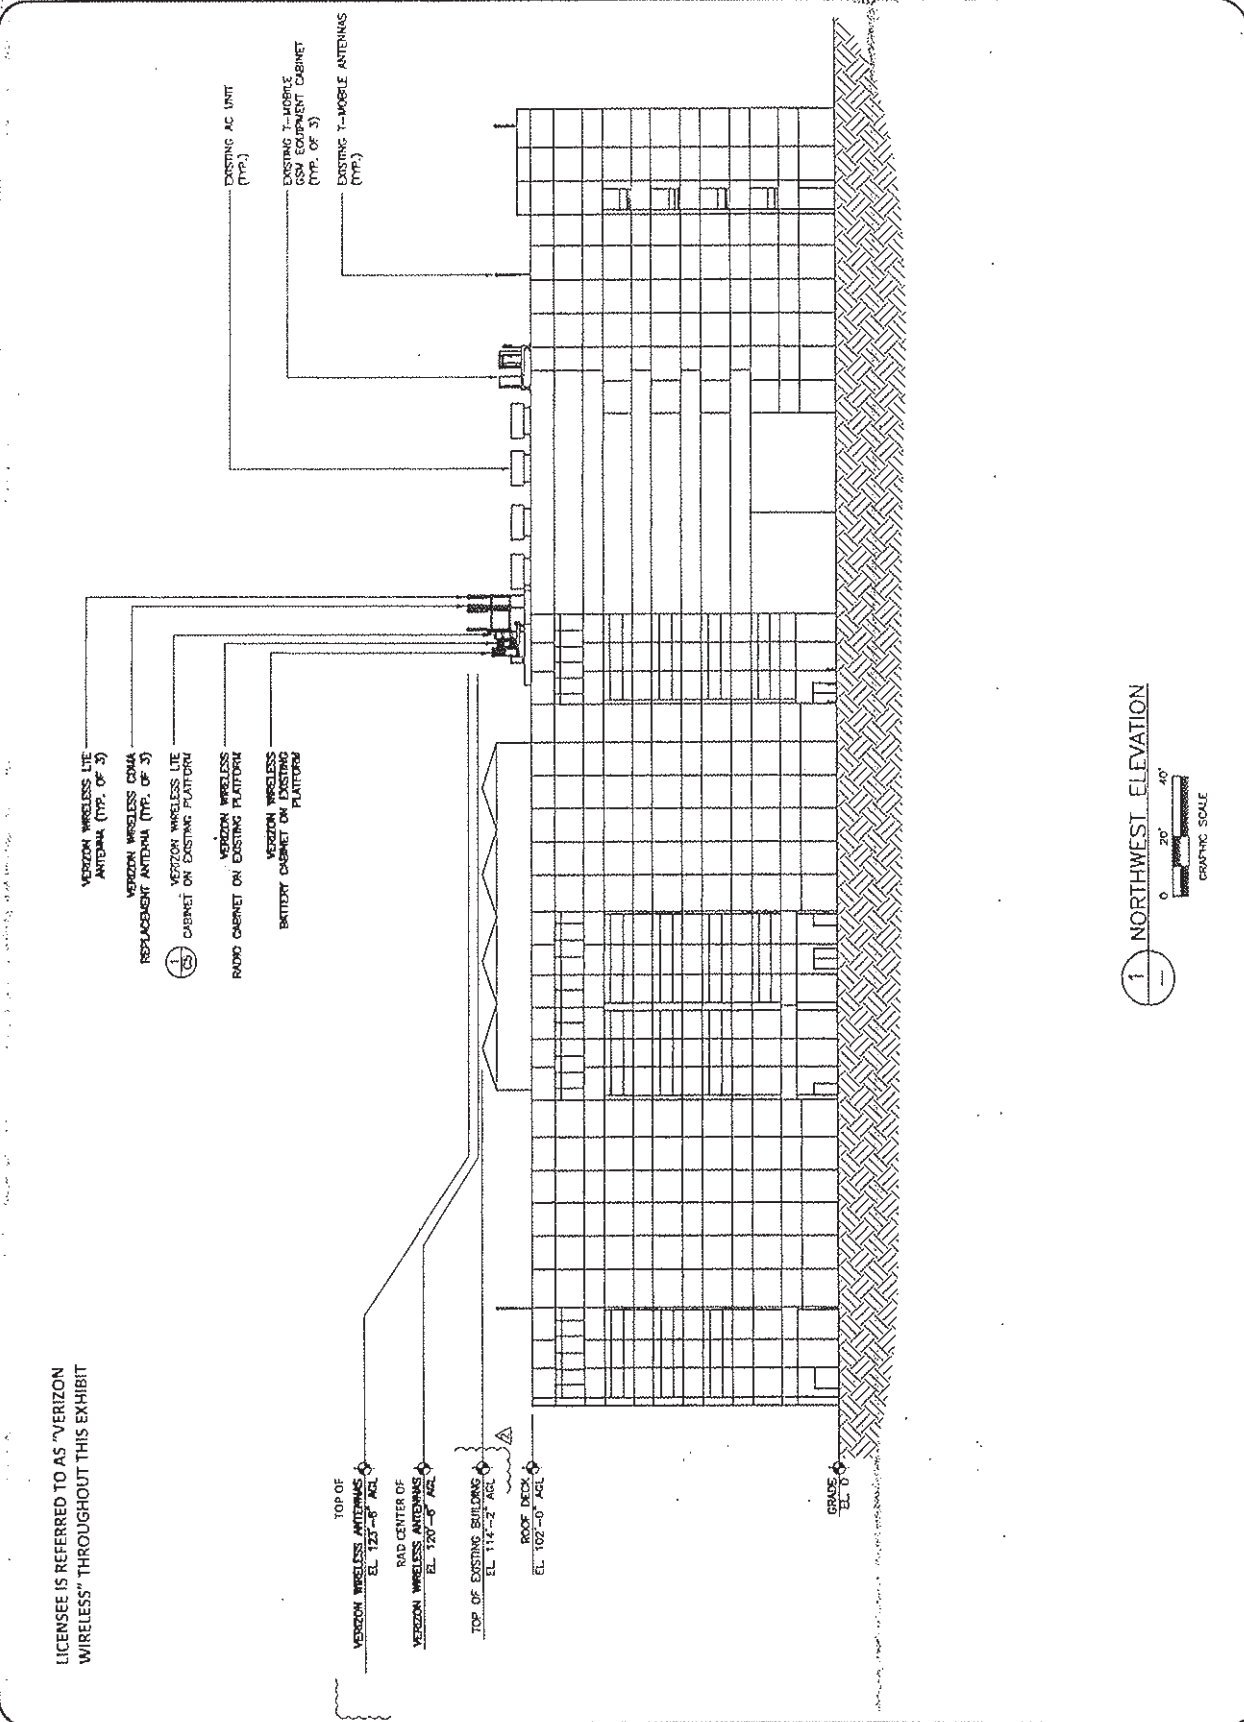 LICENSEE IS REFERRED TO AS "VERIZON
WIRELESS" THROUGHOUT THIS EXHIBIT
VERIZON WIRELESS LTE
ANTENNA (TYP. OF 3)
VERIZON WIRELESS CDMA
REPLACEMENT ANTENNA (TYP. OF 3)
VERIZON WIRELESS LTE
CABINET ON EXISTING PLATFORM
1
C5
VERIZON WIRELESS
RADIO CABINET ON EXISTING PLATFORM
VERIZON WIRELESS
BATTERY CABINET ON EXISTING
PLATFORM
EXISTING AC UNIT
(TYP.)
EXISTING T-MOBILE
GSM EQUIPMENT CABINET
(TYP. OF 3)
EXISTING T-MOBILE ANTENNAS
(TYP.)
TOP OF
VERIZON WIRELESS ANTENNAS
EL. 123'-6" AGL
RAD CENTER OF
VERIZON WIRELESS ANTENNAS
EL. 120'-6" AGL
TOP OF EXISTING BUILDING
EL. 114'-2" AGL
2
ROOF DECK
EL. 102'-0" AGL
GRADE
EL. 0'
1
NORTHWEST ELEVATION
0 20' 40'
GRAPHIC SCALE